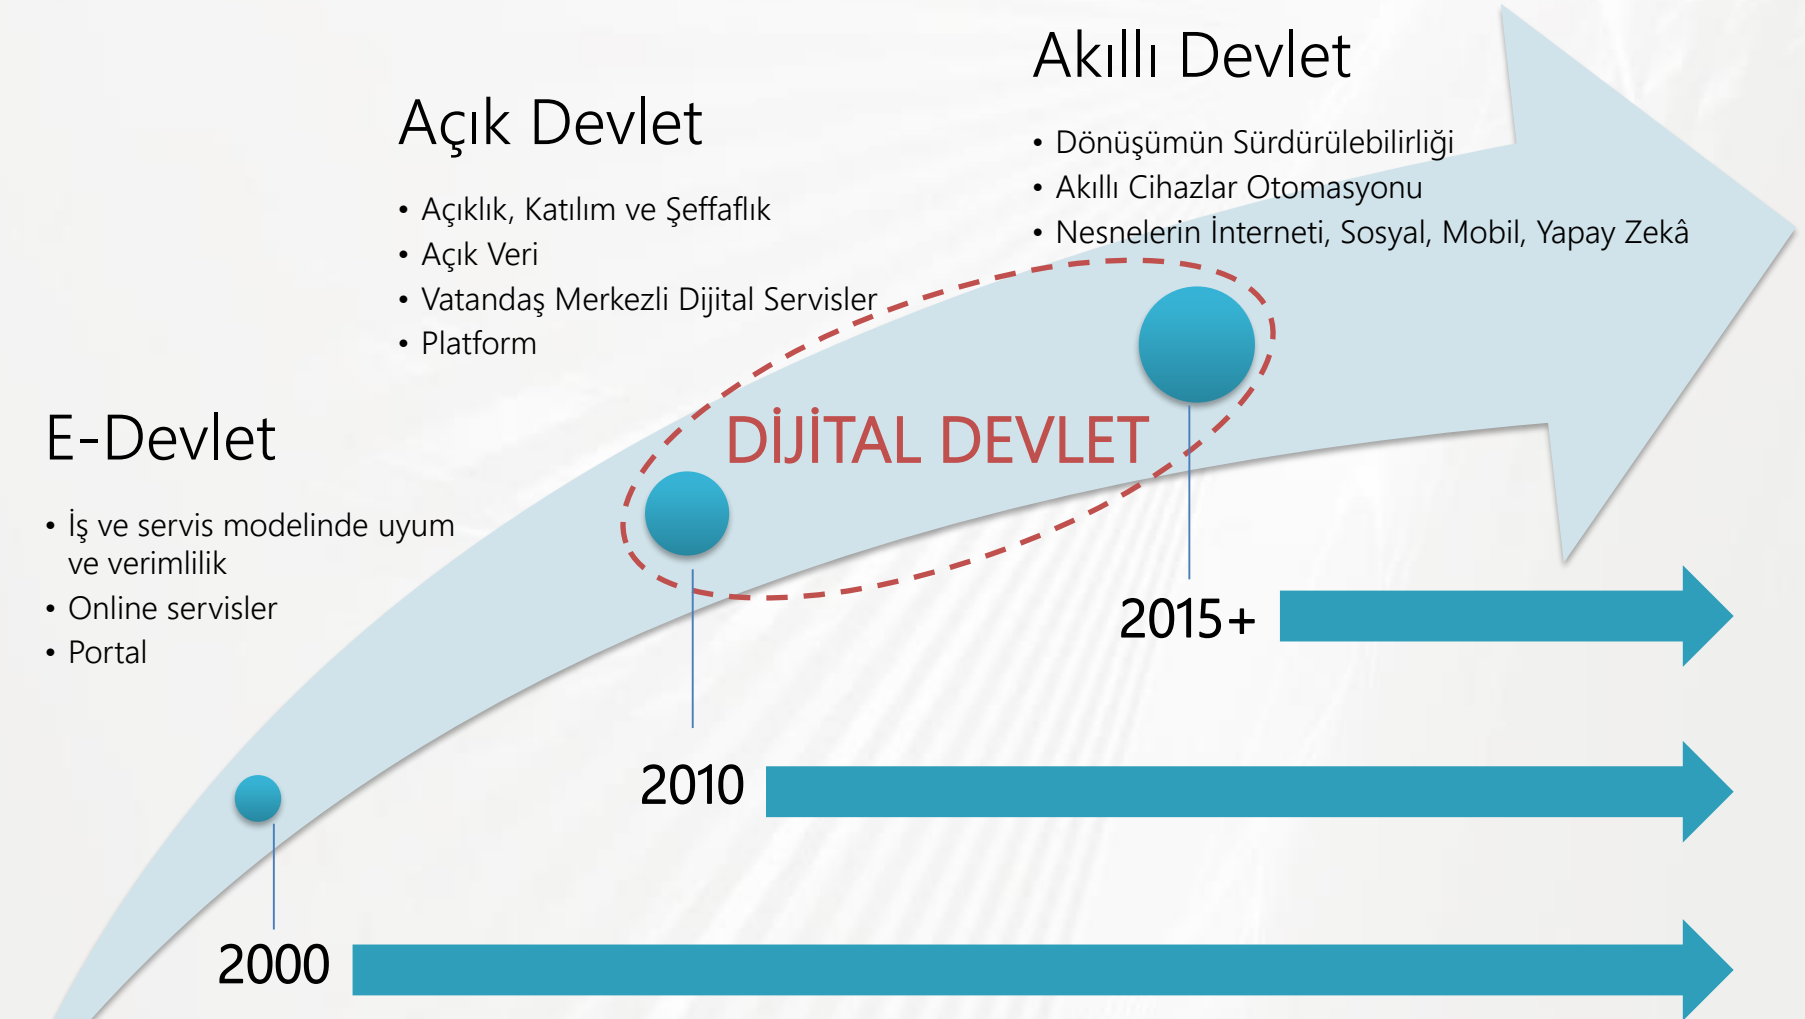 Akıllı Devlet
• Dönüşümün Sürdürülebilirliği
• Akıllı Cihazlar Otomasyonu
• Nesnelerin İnterneti, Sosyal, Mobil, Yapay Zekâ
Açık Devlet
• Açıklık, Katılım ve Şeffaflık
• Açık Veri
• Vatandaş Merkezli Dijital Servisler
• Platform
E-Devlet
• İş ve servis modelinde uyum
ve verimlilik
• Online servisler
• Portal
DİJİTAL DEVLET
2015+
2010
2000